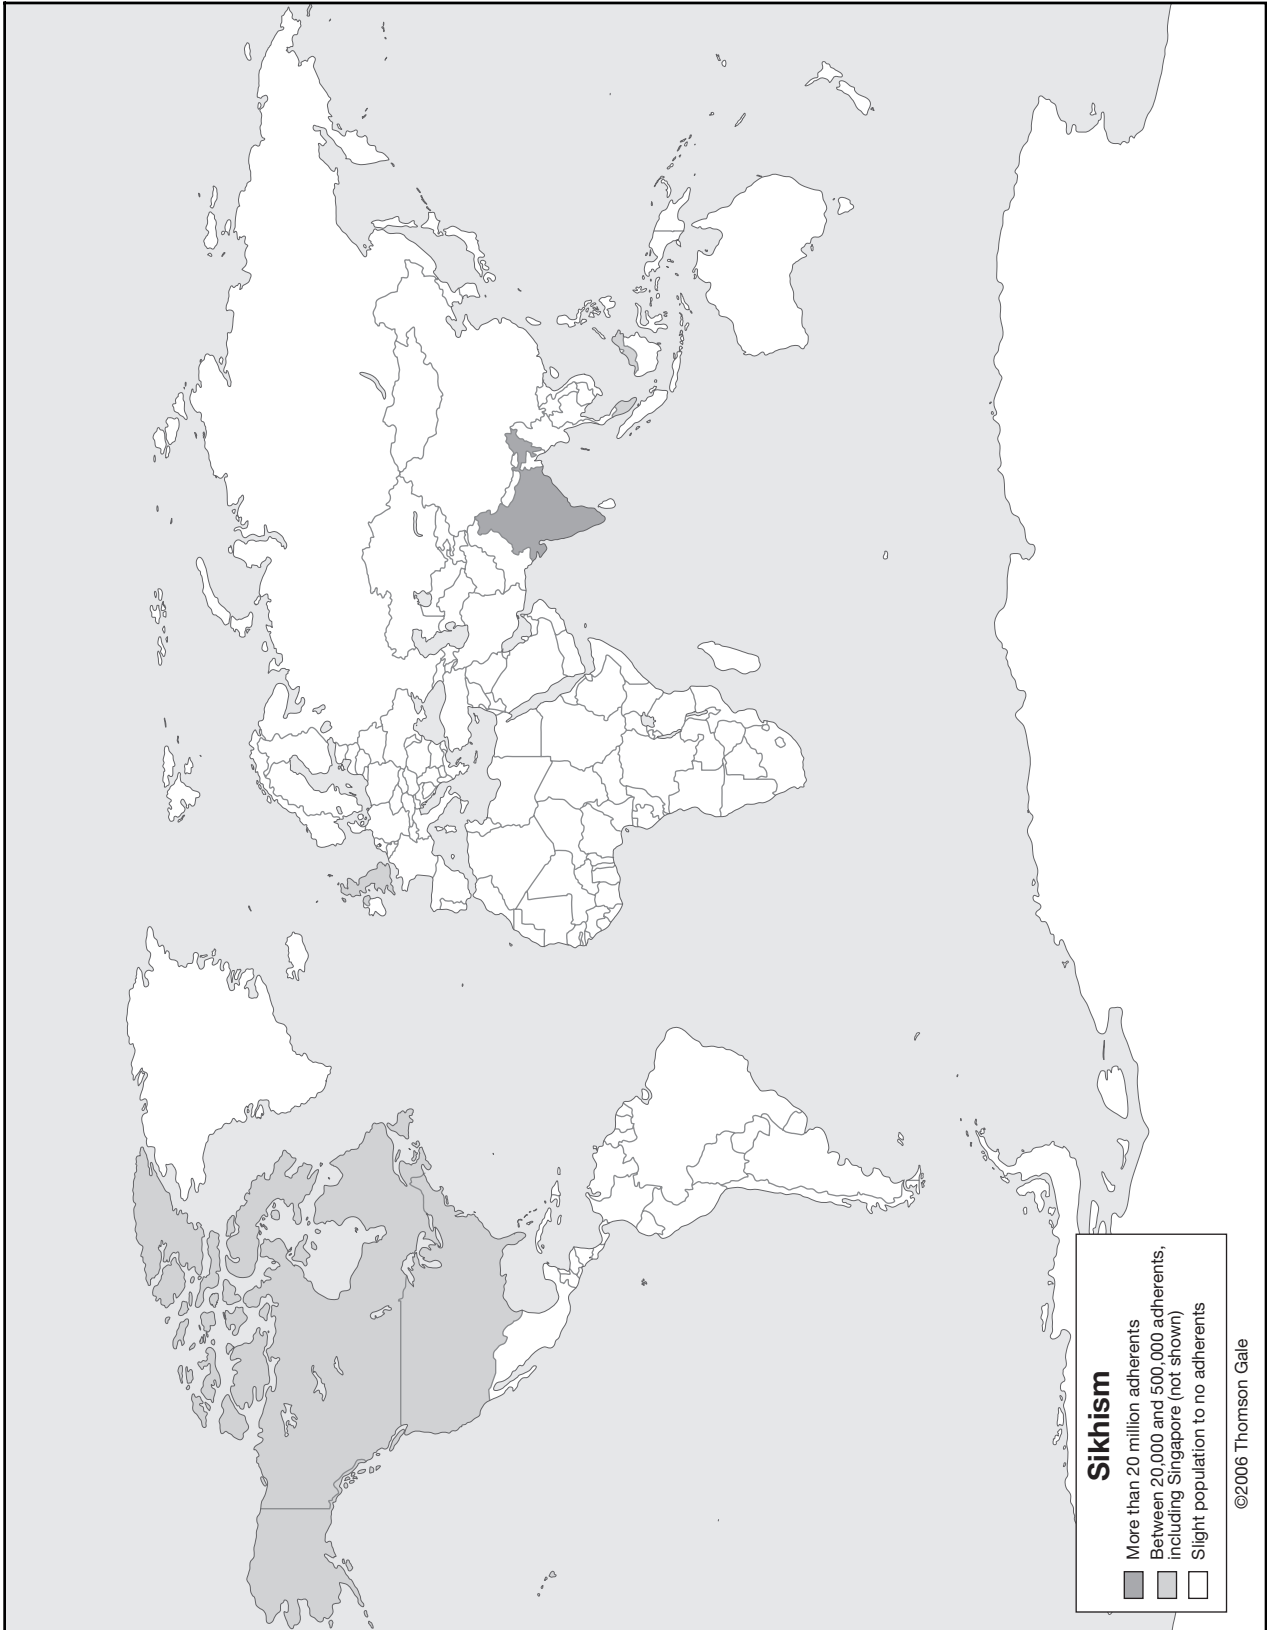 Sikhism
More than 20 million adherents
Between 20,000 and 500,000 adherents,
including Singapore (not shown)
Slight population to no adherents
©2006 Thomson Gale